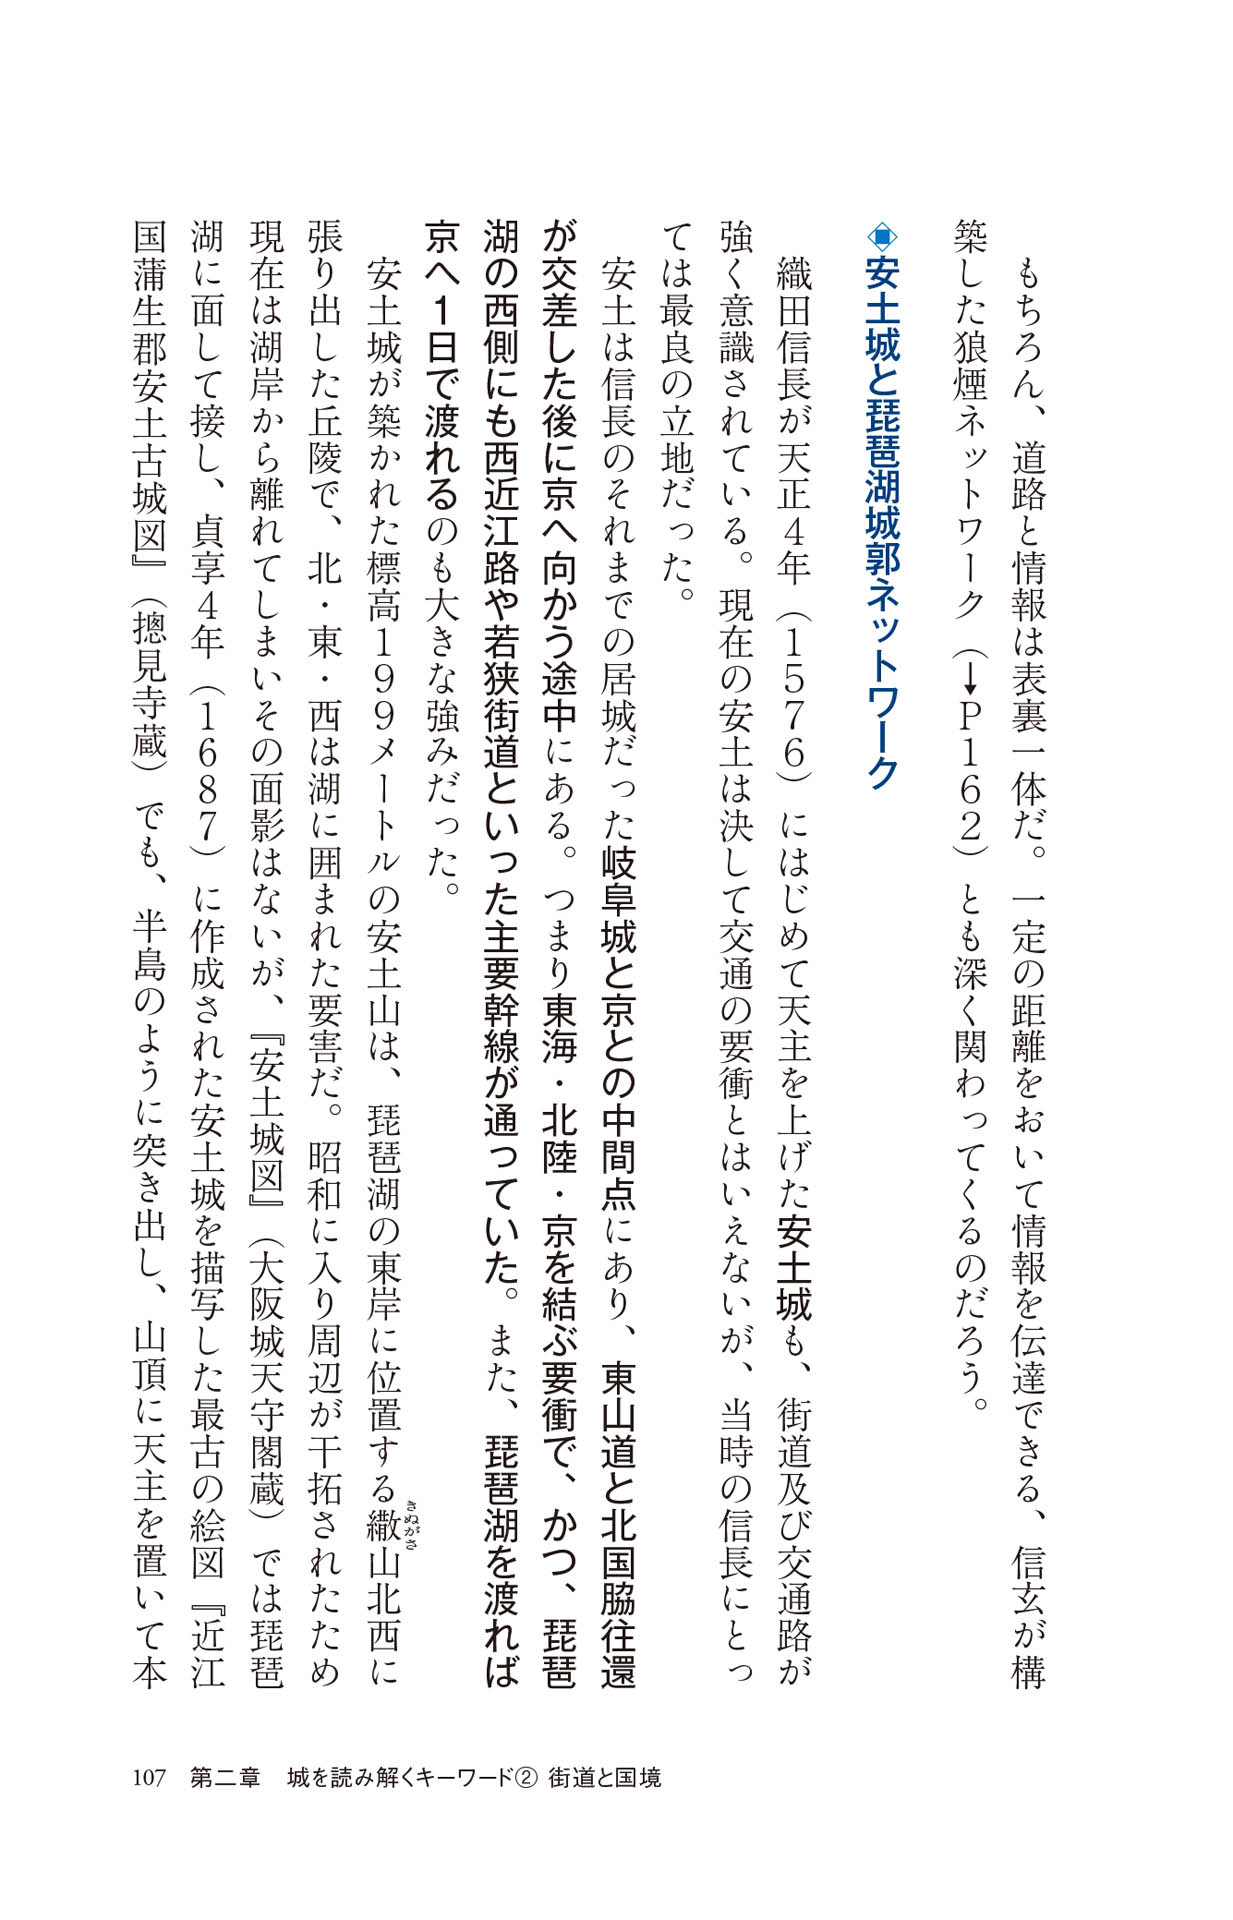 もちろん、道路と情報は表裏一体だ。一定の距離をおいて情報を伝達できる、信玄が構
築した狼煙ネットワーク（→P162）とも深く関わってくるのだろう。
◈安土城と琵琶湖城郭ネットワーク
織田信長が天正4年（1576）にはじめて天主を上げた安土城も、街道及び交通路が
強く意識されている。現在の安土は決して交通の要衝とはいえないが、当時の信長にとっ
ては最良の立地だった。
安土は信長のそれまでの居城だった岐阜城と京との中間点にあり、東山道と北国脇往還
が交差した後に京へ向かう途中にある。つまり東海・北陸・京を結ぶ要衝で、かつ、琵琶
湖の西側にも西近江路や若狭街道といった主要幹線が通っていた。また、琵琶湖を渡れば
京へ1日で渡れるのも大きな強みだった。
安土城が築かれた標高199メートルの安土山は、琵琶湖の東岸に位置する繖山北西に
きぬがさ
張り出した丘陵で、北・東・西は湖に囲まれた要害だ。昭和に入り周辺が干拓されたため
現在は湖岸から離れてしまいその面影はないが、『安土城図』（大阪城天守閣蔵）では琵琶
湖に面して接し、貞享4年（1687）に作成された安土城を描写した最古の絵図『近江
国蒲生郡安土古城図』（摠見寺蔵）でも、半島のように突き出し、山頂に天主を置いて本
107 第二章 城を読み解くキーワード② 街道と国境